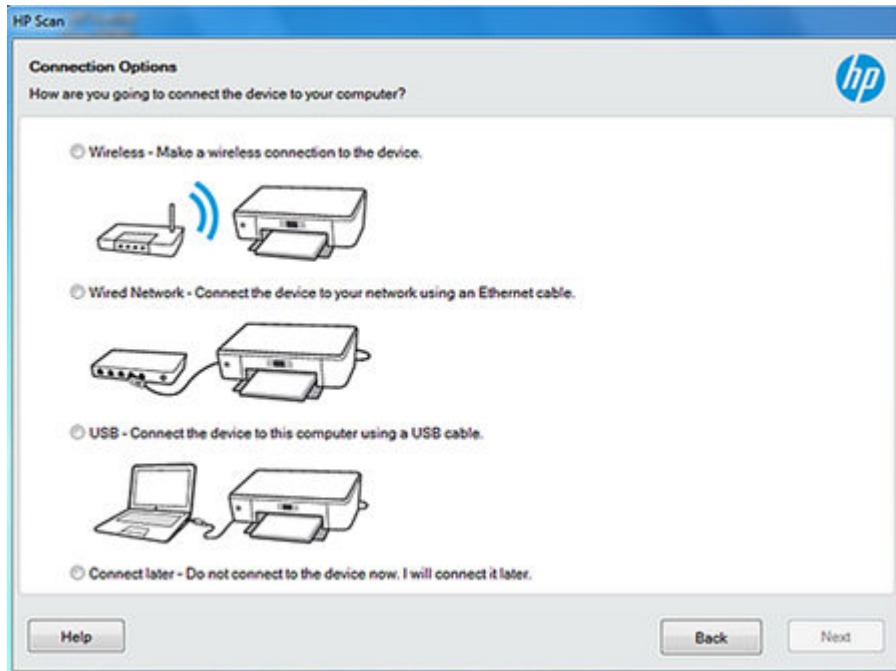 HP Scan
Connection Options
How are you going to connect the device to your computer?
hp
Wireless - Make a wireless connection to the device.
Wired Network - Connect the device to your network using an Ethernet cable.
USB - Connect the device to this computer using a USB cable.
Connect later - Do not connect to the device now. I will connect it later.
Help
Back
Next